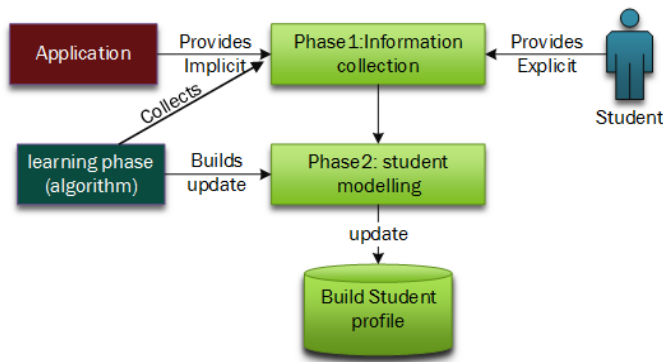 Application
Provides
Implicit
Phase1:Information
collection
Provides
Explicit
Student
Collects
learning phase
(algorithm)
Builds
update
Phase2: student
modelling
update
Build Student
profile